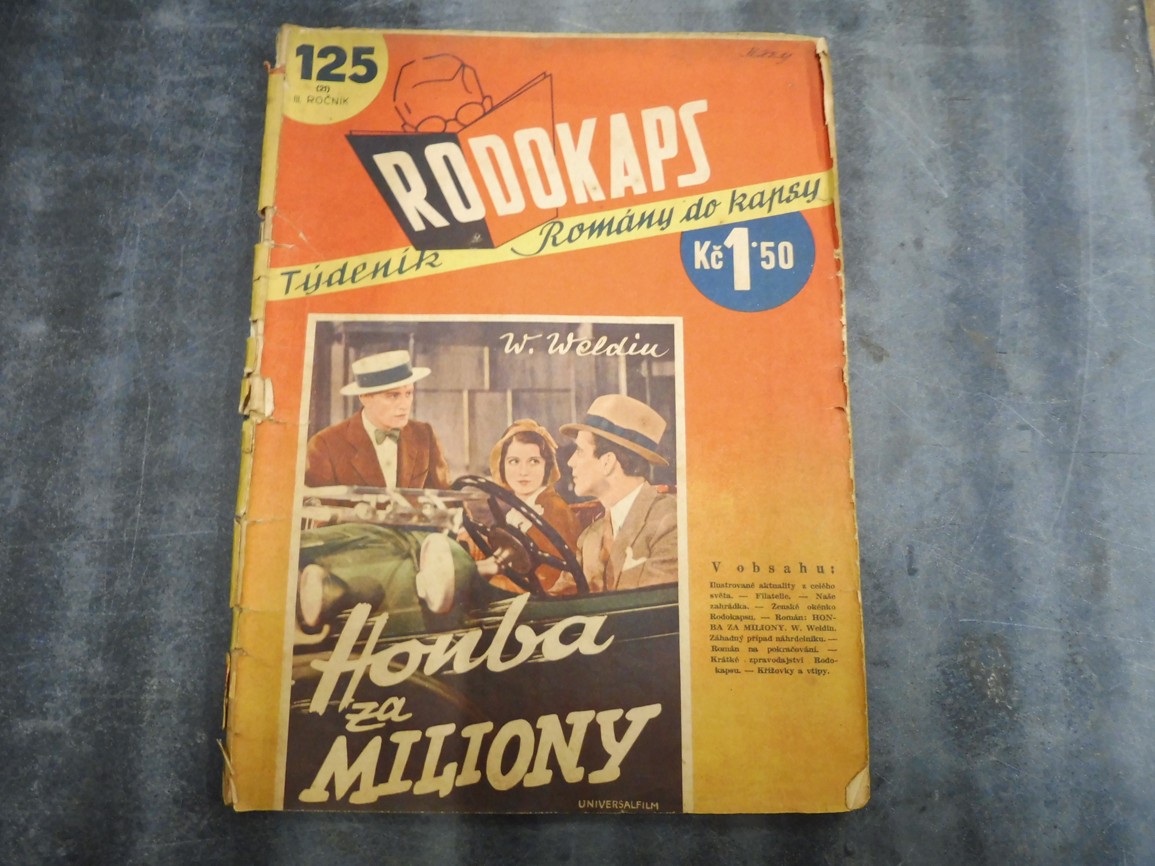 125
(21)
III. ROČNÍK
RODOKAPS
Týdeník Romány do kapsy
Kč 1·50
W. Weldin
V obsahu:
Ilustrované aktuality z celého
světa. — Filatelie. — Naše
zahrádka. — Ženské okénko
Rodokapsu. — Román: HON-
BA ZA MILIONY. W. Weldin.
Záhadný případ náhrdelníku. —
Román na pokračování. —
Krátké zpravodajství Rodo-
kapsu. — Křížovky a vtipy.
Honba
za
MILIONY
UNIVERSALFILM